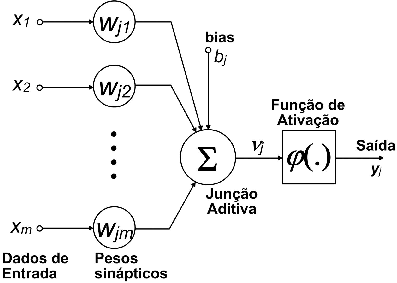 x1
wj1
bias
bj
x2
wj2
Função de
Ativação
Σ
vj
φ(.)
Saída
yj
Junção
Aditiva
xm
wjm
Dados de
Entrada
Pesos
sinápticos